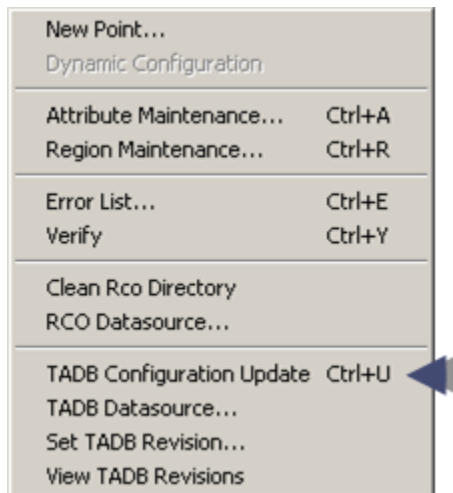 New Point...
Dynamic Configuration
Attribute Maintenance... Ctrl+A
Region Maintenance... Ctrl+R
Error List... Ctrl+E
Verify Ctrl+Y
Clean Rco Directory
RCO Datasource...
TADB Configuration Update Ctrl+U
TADB Datasource...
Set TADB Revision...
View TADB Revisions